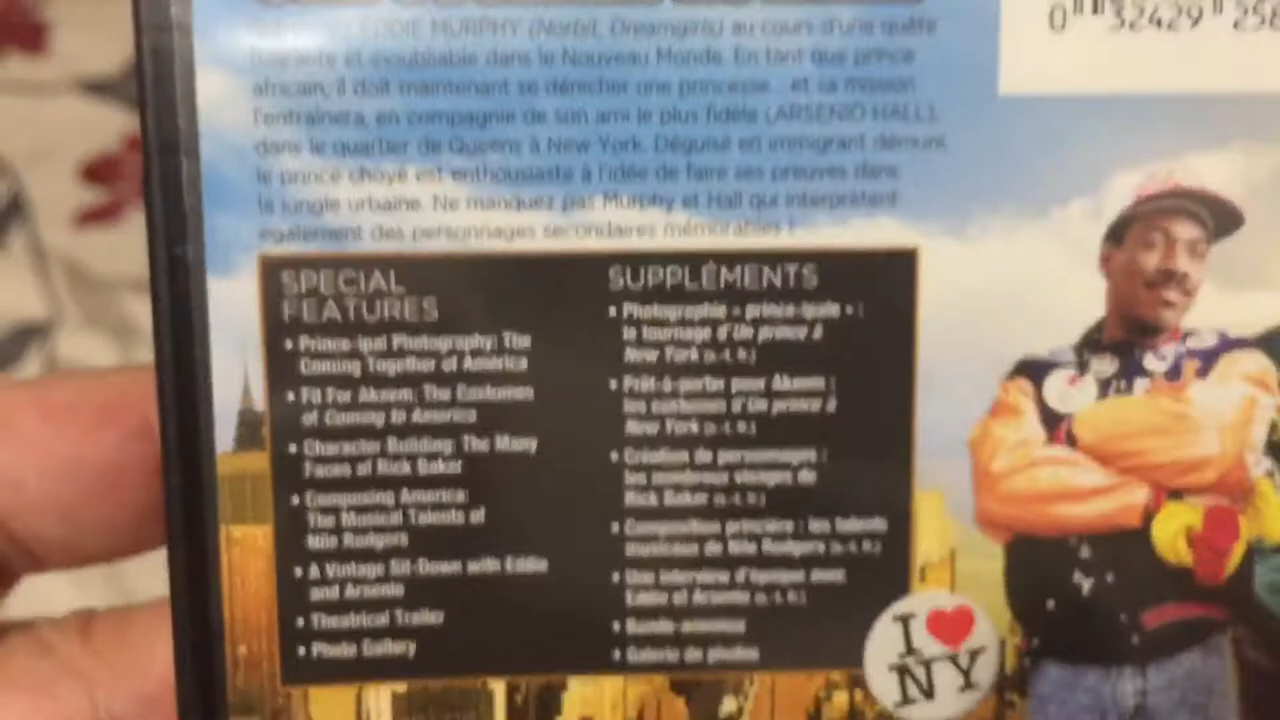 EDDIE MURPHY (Norbit, Dreamgirls) au cours d'une quête
et inoubliable dans le Nouveau Monde. En tant que prince
africain, il doit maintenant se dénicher une princesse... et sa mission
l'entraînera, en compagnie de son ami le plus fidèle (ARSENIO HALL),
dans le quartier de Queens à New York. Déguisé en immigrant démuni,
le prince choyé est enthousiaste à l'idée de faire ses preuves dans
la jungle urbaine. Ne manquez pas Murphy et Hall qui interprètent
également des personnages secondaires mémorables !
0 32429
SPECIAL
FEATURES
• Prince-ipal Photography: The
Coming Together of America
• Fit For Akeem: The Costumes
of Coming to America
• Character Building: The Many
Faces of Rick Baker
• Composing America:
The Musical Talents of
Nile Rodgers
• A Vintage Sit-Down with Eddie
and Arsenio
• Theatrical Trailer
• Photo Gallery
SUPPLÉMENTS
• Photographie « prince-ipale » :
le tournage d'Un prince à
New York (s.-t. fr.)
• Prêt-à-porter pour Akeem :
les costumes d'Un prince à
New York (s.-t. fr.)
• Création de personnages :
les nombreux visages de
Rick Baker (s.-t. fr.)
• Composition princière : les talents
musicaux de Nile Rodgers (s.-t. fr.)
• Une interview d'époque avec
Eddie et Arsenio (s.-t. fr.)
• Bande-annonce
• Galerie de photos
I ♥
NY